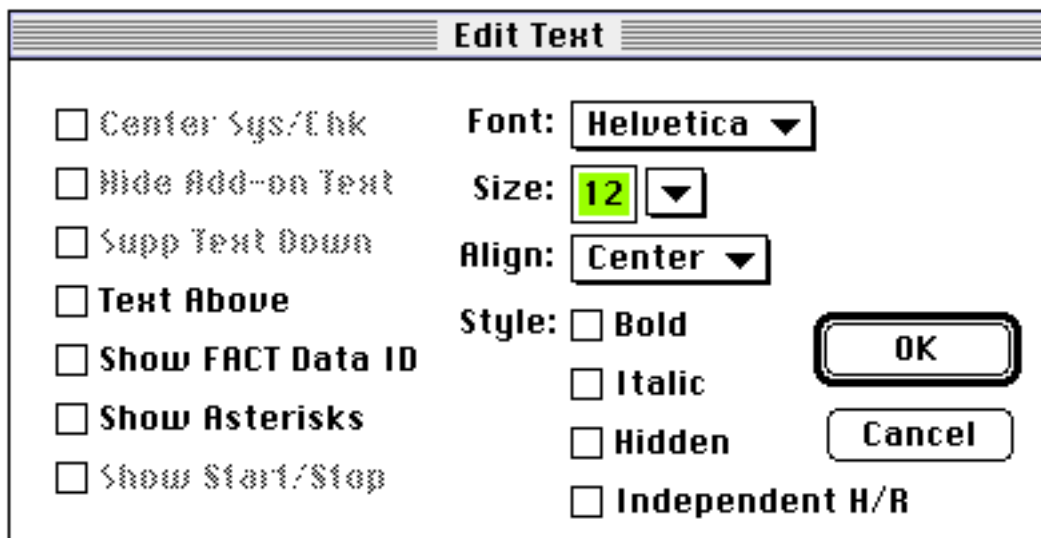 Edit Text
Center Sys/Chk
Hide Add-on Text
Supp Text Down
Text Above
Show FACT Data ID
Show Asterisks
Show Start/Stop
Font: Helvetica
Size: 12
Align: Center
Style: Bold
Italic
Hidden
Independent H/R
OK
Cancel